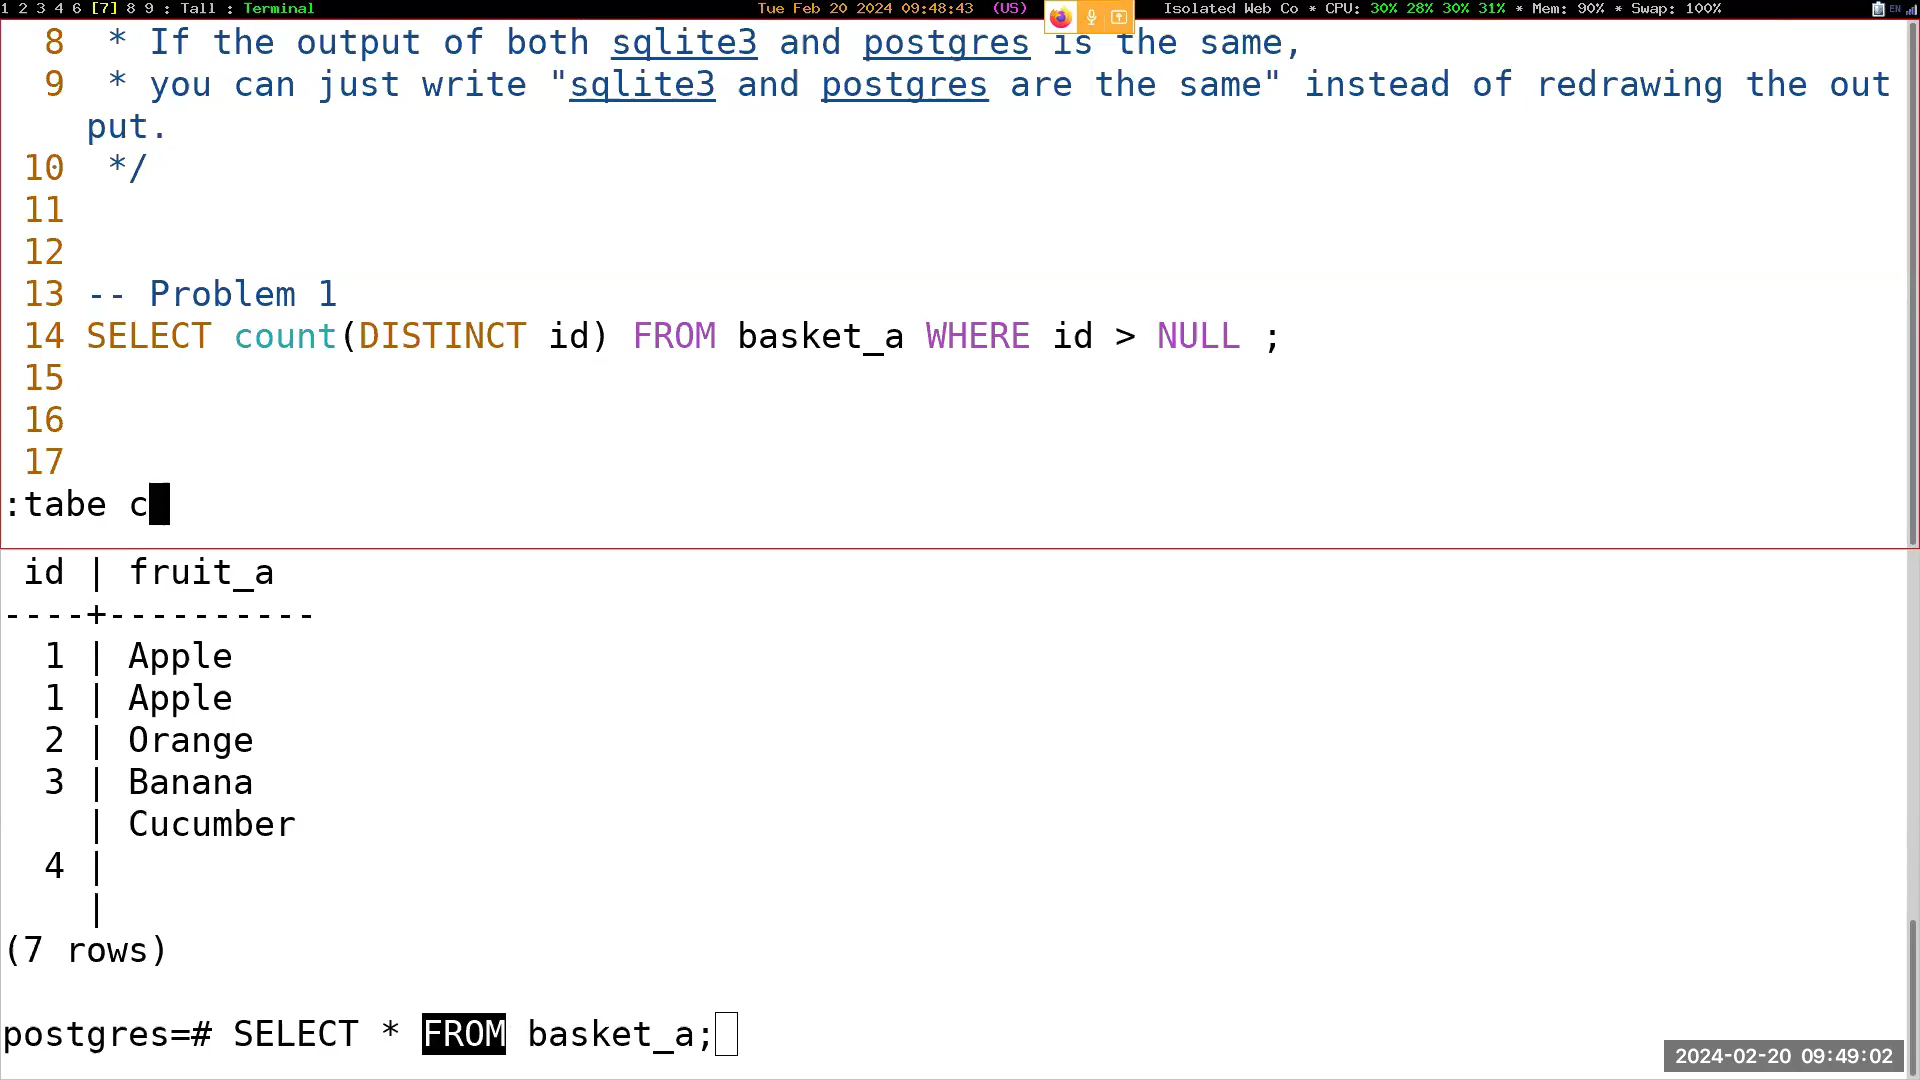 1 2 3 4 6 [7] 8 9 : Tall : Terminal Tue Feb 20 2024 09:48:43 (US) Isolated Web Co * CPU: 30% 28% 30% 31% * Mem: 90% * Swap: 100% EN
8 * If the output of both sqlite3 and postgres is the same,
9 * you can just write "sqlite3 and postgres are the same" instead of redrawing the out
put.
10 */
11
12
13 -- Problem 1
14 SELECT count(DISTINCT id) FROM basket_a WHERE id > NULL ;
15
16
17
:tabe c
id | fruit_a
----+----------
1 | Apple
1 | Apple
2 | Orange
3 | Banana
| Cucumber
4 |
|
(7 rows)
postgres=# SELECT * FROM basket_a;
2024-02-20 09:49:02